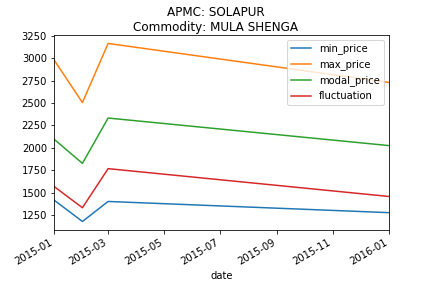 APMC: SOLAPUR
Commodity: MULA SHENGA
min_price
max_price
modal_price
fluctuation
3250
3000
2750
2500
2250
2000
1750
1500
1250
2015-01
2015-03
2015-05
2015-07
2015-09
2015-11
2016-01
date